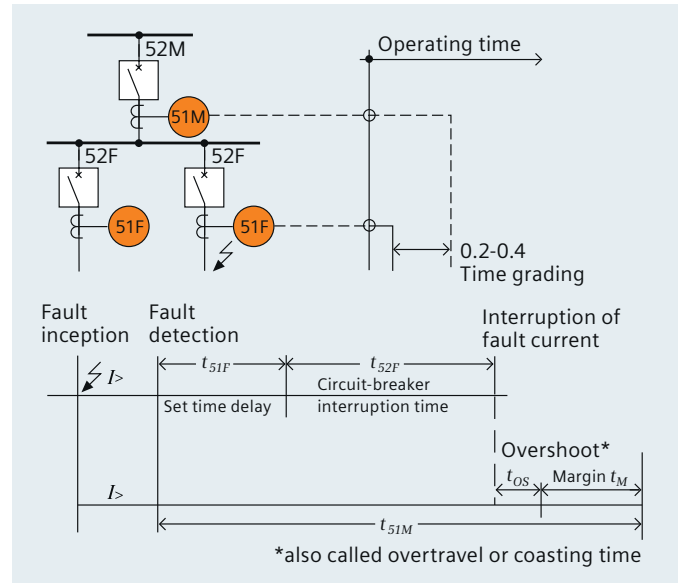 52M
Operating time
51M
52F
52F
51F
51F
0.2-0.4
Time grading
Fault
inception
Fault
detection
Interruption of
fault current
I>
t51F
t52F
Set time delay
Circuit-breaker
interruption time
Overshoot*
I>
tOS
Margin tM
t51M
*also called overtravel or coasting time